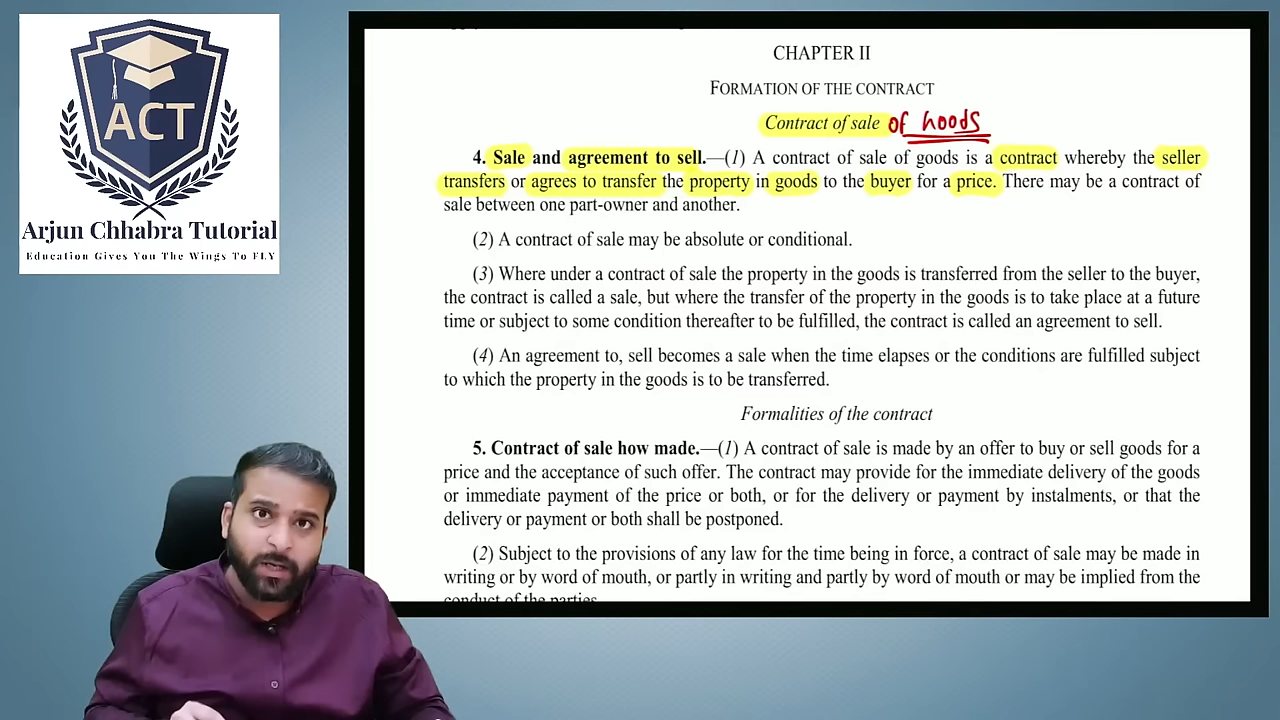 ACT
Arjun Chhabra Tutorial
Education Gives You The Wings To FLY
CHAPTER II
FORMATION OF THE CONTRACT
Contract of sale of Goods
4. Sale and agreement to sell.—(1) A contract of sale of goods is a contract whereby the seller
transfers or agrees to transfer the property in goods to the buyer for a price. There may be a contract of
sale between one part-owner and another.
(2) A contract of sale may be absolute or conditional.
(3) Where under a contract of sale the property in the goods is transferred from the seller to the buyer,
the contract is called a sale, but where the transfer of the property in the goods is to take place at a future
time or subject to some condition thereafter to be fulfilled, the contract is called an agreement to sell.
(4) An agreement to, sell becomes a sale when the time elapses or the conditions are fulfilled subject
to which the property in the goods is to be transferred.
Formalities of the contract
5. Contract of sale how made.—(1) A contract of sale is made by an offer to buy or sell goods for a
price and the acceptance of such offer. The contract may provide for the immediate delivery of the goods
or immediate payment of the price or both, or for the delivery or payment by instalments, or that the
delivery or payment or both shall be postponed.
(2) Subject to the provisions of any law for the time being in force, a contract of sale may be made in
writing or by word of mouth, or partly in writing and partly by word of mouth or may be implied from the
conduct of the parties.